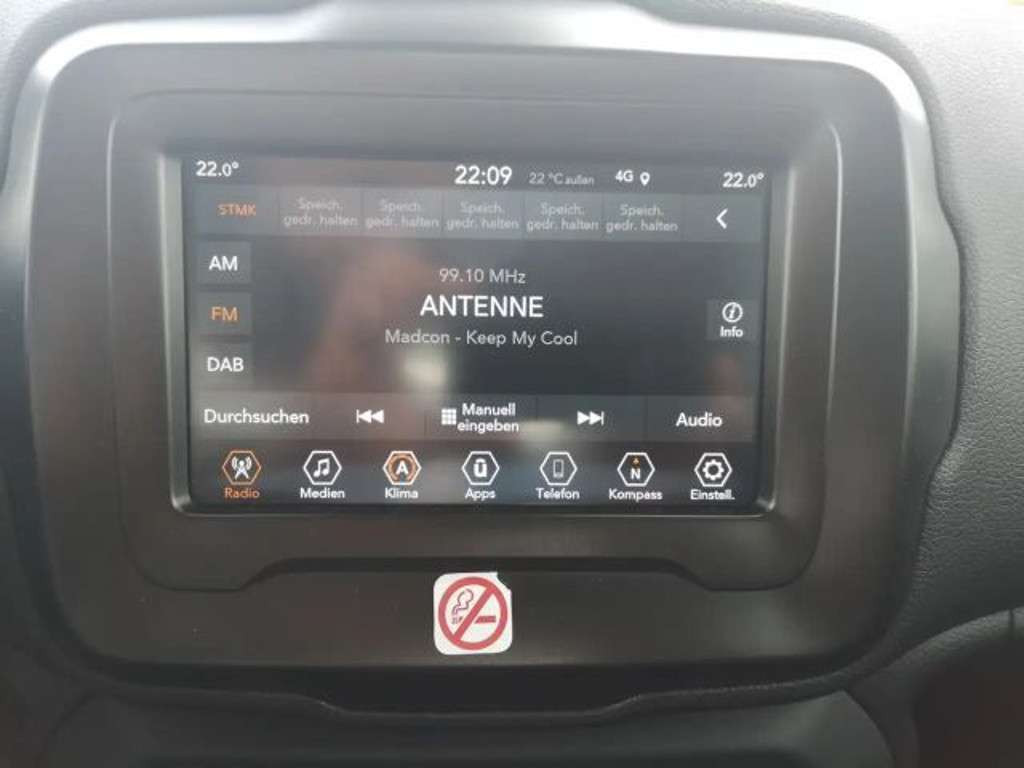 22.0° 22:09 22 °C außen 4G 22.0°
STMK Speich. gedr. halten Speich. gedr. halten Speich. gedr. halten Speich. gedr. halten Speich. gedr. halten
AM
99.10 MHz
FM
ANTENNE
Madcon - Keep My Cool
Info
DAB
Durchsuchen Manuell eingeben Audio
A ū N
Radio Medien Klima Apps Telefon Kompass Einstell.